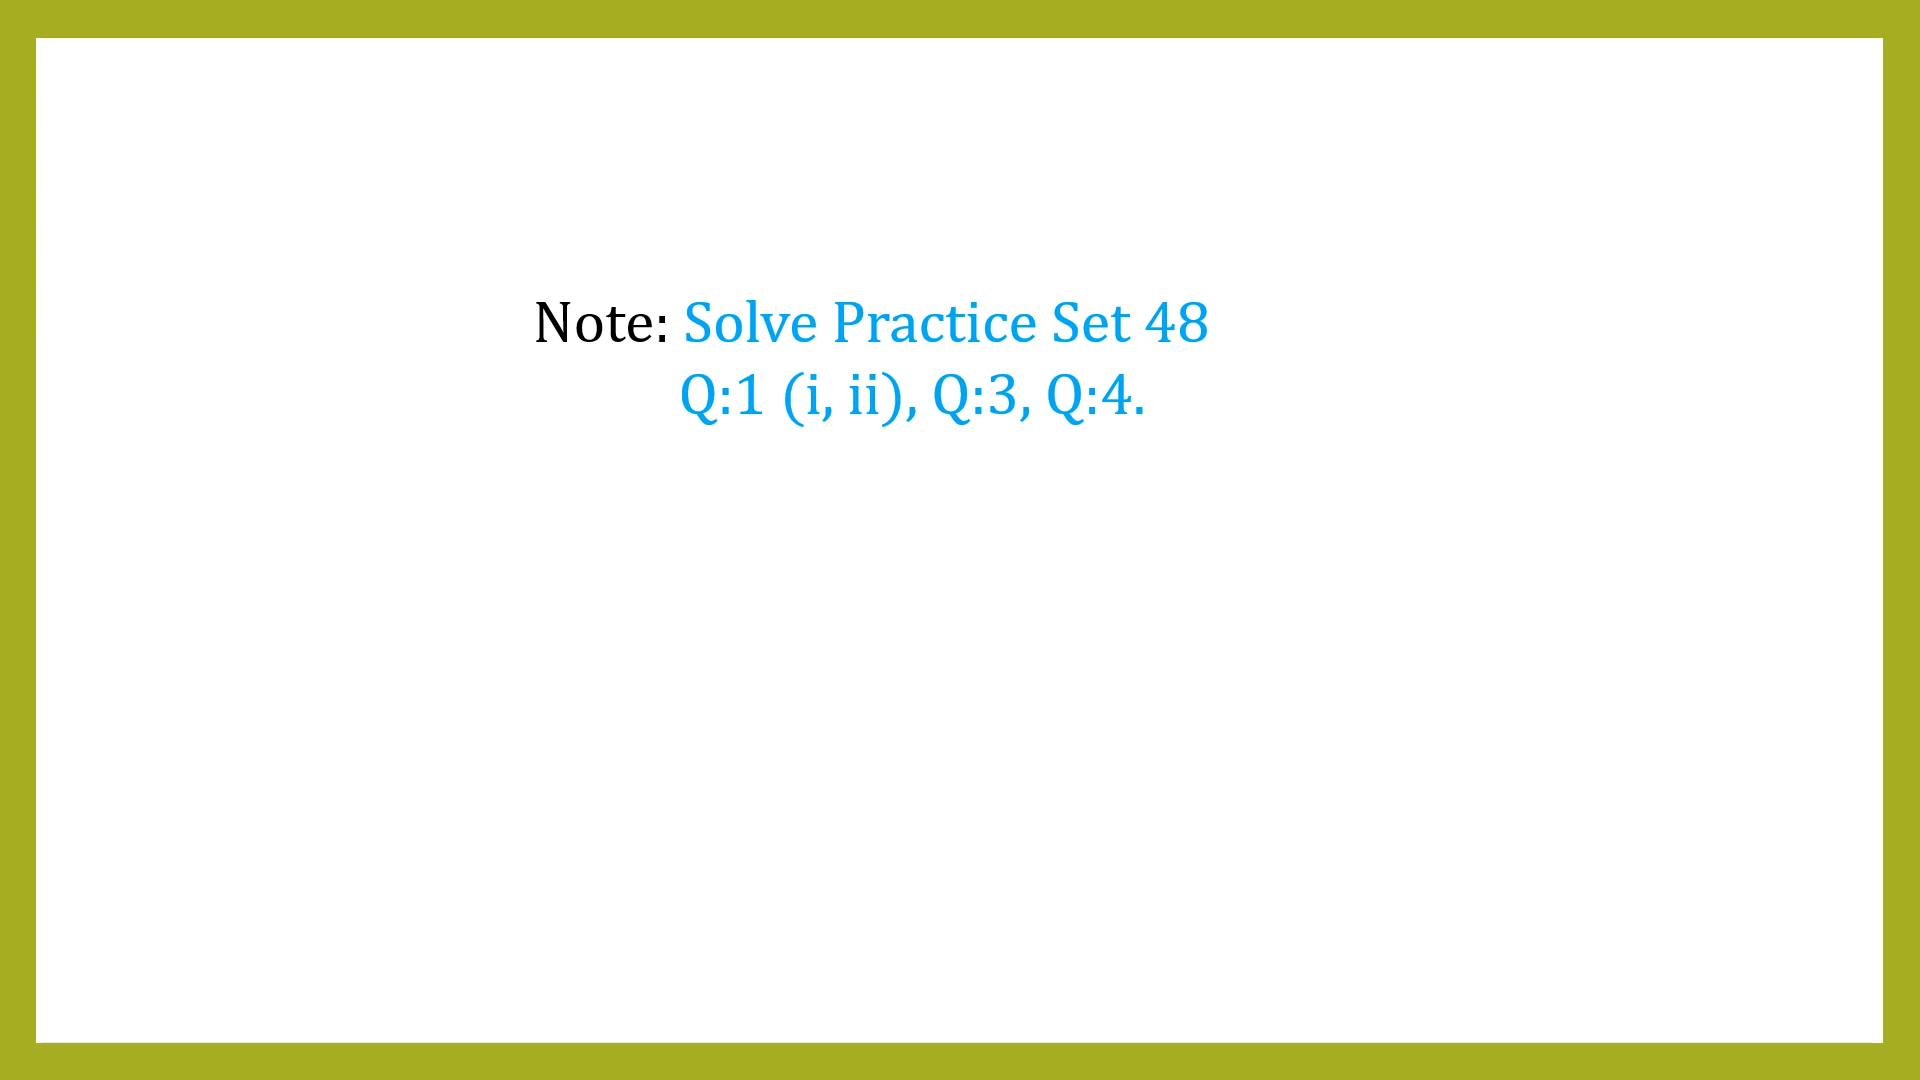 Note: Solve Practice Set 48
Q:1 (i, ii), Q:3, Q:4.